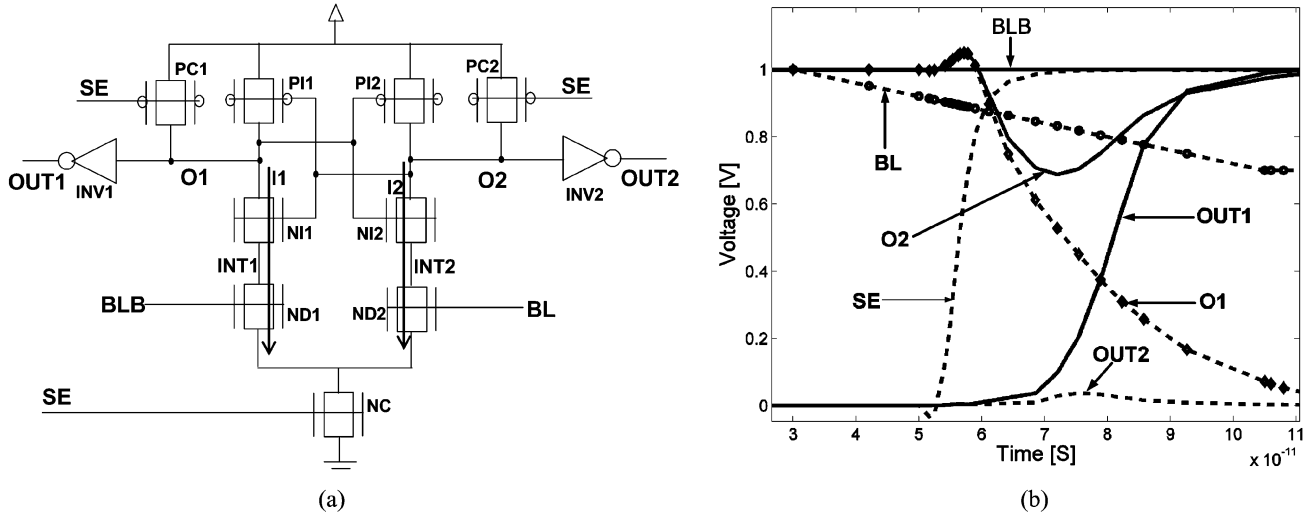 SE
PC1
PI1
PI2
PC2
SE
OUT1
INV1
O1
I1
I2
O2
INV2
OUT2
NI1
NI2
INT1
INT2
BLB
ND1
ND2
BL
SE
NC
(a)
BLB
BL
O2
OUT1
SE
O1
OUT2
Voltage [V]
1
0.8
0.6
0.4
0.2
0
3
4
5
6
7
8
9
10
11
Time [S]
x 10-11
(b)